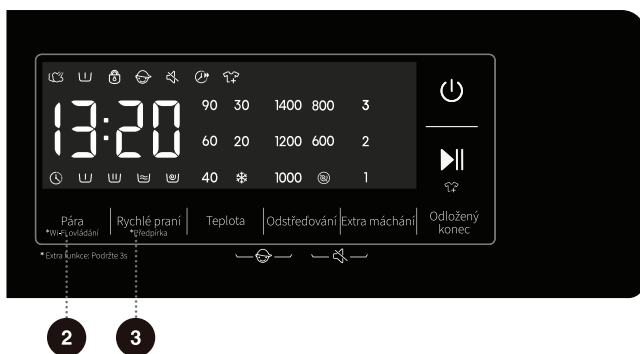 90 30 1400 800 3
13:20
60 20 1200 600 2
40 1000 1
Pára Rychlé praní Teplota Odstřeďování Extra máchání Odložený konec
*Wi-Fi ovládání *Předpírka
* Extra funkce: Podržte 3s
2 3